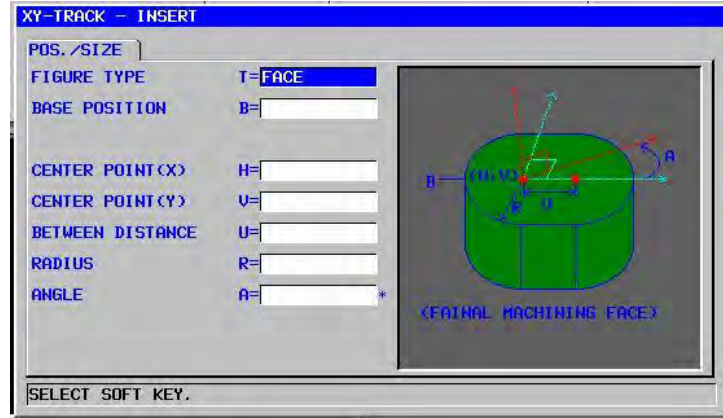 XY-TRACK - INSERT
POS./SIZE
FIGURE TYPE T=FACE
BASE POSITION B=
CENTER POINT(X) H=
CENTER POINT(Y) V=
BETWEEN DISTANCE U=
RADIUS R=
ANGLE A= *
A
B (H,V)
R U
(FAINAL MACHINING FACE)
SELECT SOFT KEY.